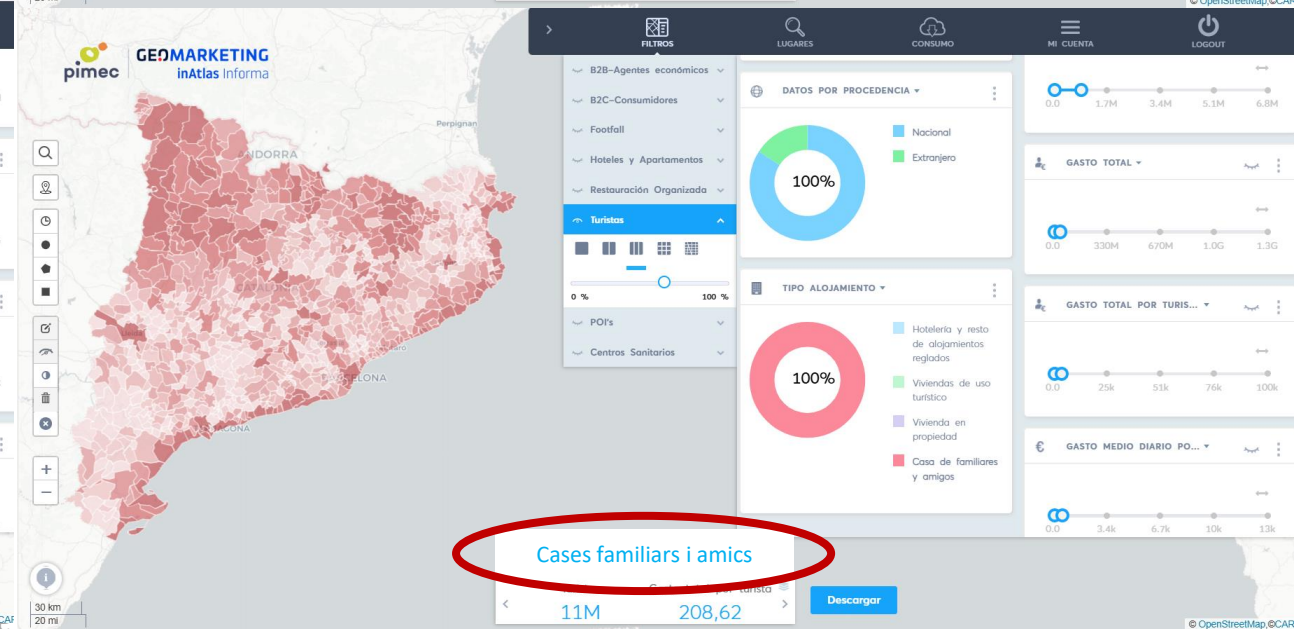 20 mi
© OpenStreetMap,©CAR
pimec
GEOMARKETING
inAtlas Informa
FILTROS
LUGARES
CONSUMO
MI CUENTA
LOGOUT
B2B-Agentes económicos
B2C-Consumidores
Footfall
Hoteles y Apartamentos
Restauración Organizada
Turistas
0 %
100 %
POI's
Centros Sanitarios
DATOS POR PROCEDENCIA
100%
Nacional
Extranjero
TIPO ALOJAMIENTO
100%
Hotelería y resto
de alojamientos
reglados
Viviendas de uso
turístico
Vivienda en
propiedad
Casa de familiares
y amigos
0.0 1.7M 3.4M 5.1M 6.8M
GASTO TOTAL
0.0 330M 670M 1.0G 1.3G
GASTO TOTAL POR TURIS...
0.0 25k 51k 76k 100k
GASTO MEDIO DIARIO PO...
0.0 3.4k 6.7k 10k 13k
Perpignan
ANDORRA
TARRAGONA
BARCELONA
Cases familiars i amics
turista
11M
208,62
Descargar
30 km
20 mi
© OpenStreetMap,©CAR